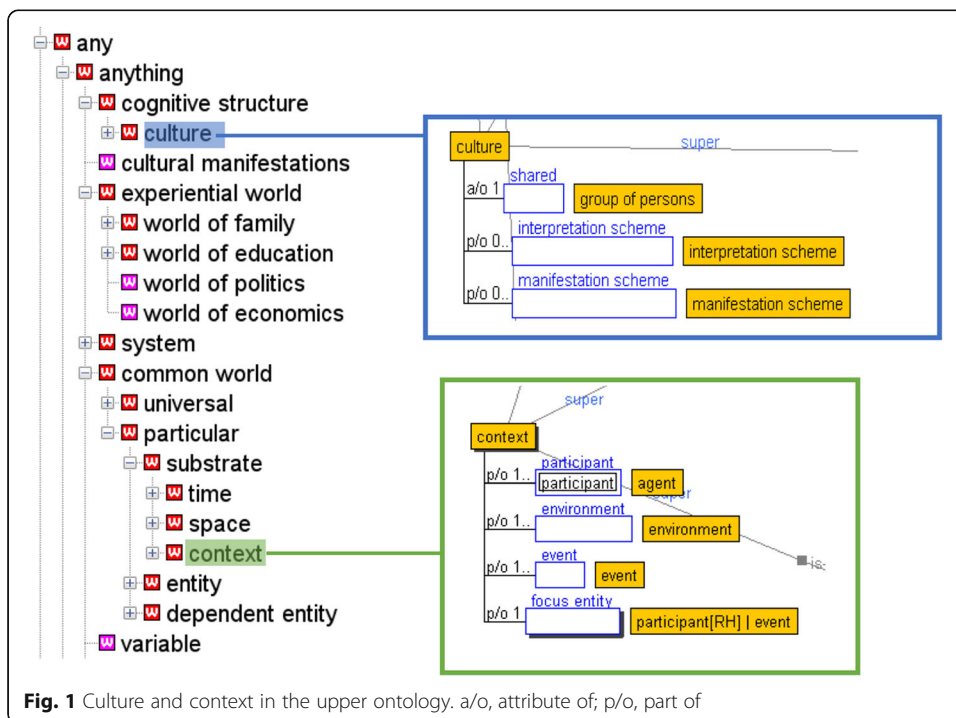 any
anything
cognitive structure
culture
cultural manifestations
experiential world
world of family
world of education
world of politics
world of economics
system
common world
universal
particular
substrate
time
space
context
entity
dependent entity
variable
culture
super
a/o 1
shared
group of persons
p/o 0..
interpretation scheme
interpretation scheme
p/o 0..
manifestation scheme
manifestation scheme
super
context
p/o 1..
participant
participant
agent
super
p/o 1..
environment
environment
is-
p/o 1..
event
event
p/o 1
focus entity
participant[RH] | event
Fig. 1 Culture and context in the upper ontology. a/o, attribute of; p/o, part of